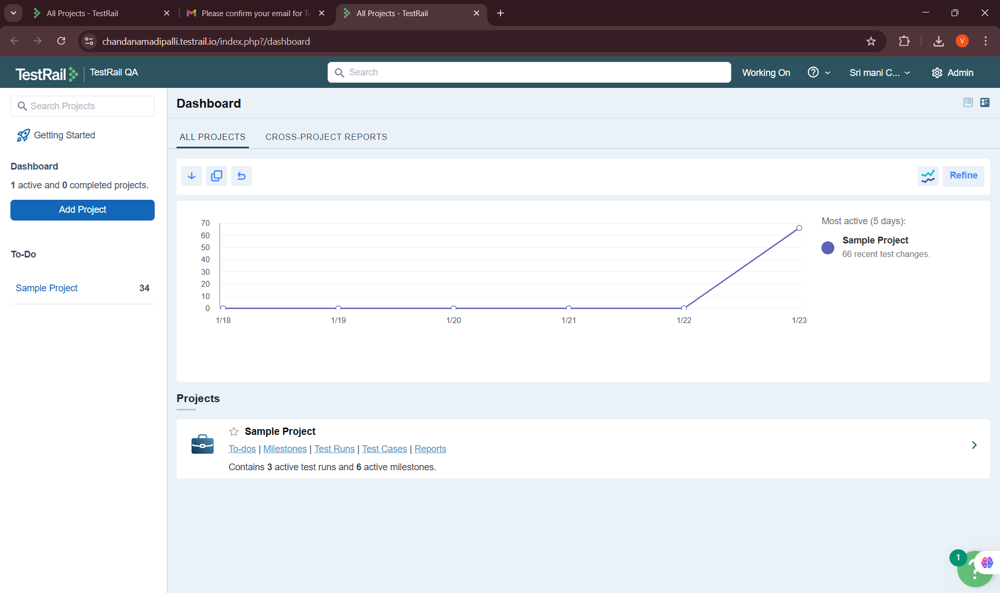 All Projects - TestRail
Please confirm your email for Te
All Projects - TestRail
chandanamadipalli.testrail.io/index.php?/dashboard
V
TestRail
TestRail QA
Search
Working On
Sri mani C...
Admin
Search Projects
Getting Started
Dashboard
1 active and 0 completed projects.
Add Project
To-Do
Sample Project 34
Dashboard
ALL PROJECTS
CROSS-PROJECT REPORTS
Refine
70
60
50
40
30
20
10
0
1/18 1/19 1/20 1/21 1/22 1/23
Most active (5 days):
Sample Project
66 recent test changes.
Projects
Sample Project
To-dos | Milestones | Test Runs | Test Cases | Reports
Contains 3 active test runs and 6 active milestones.
1